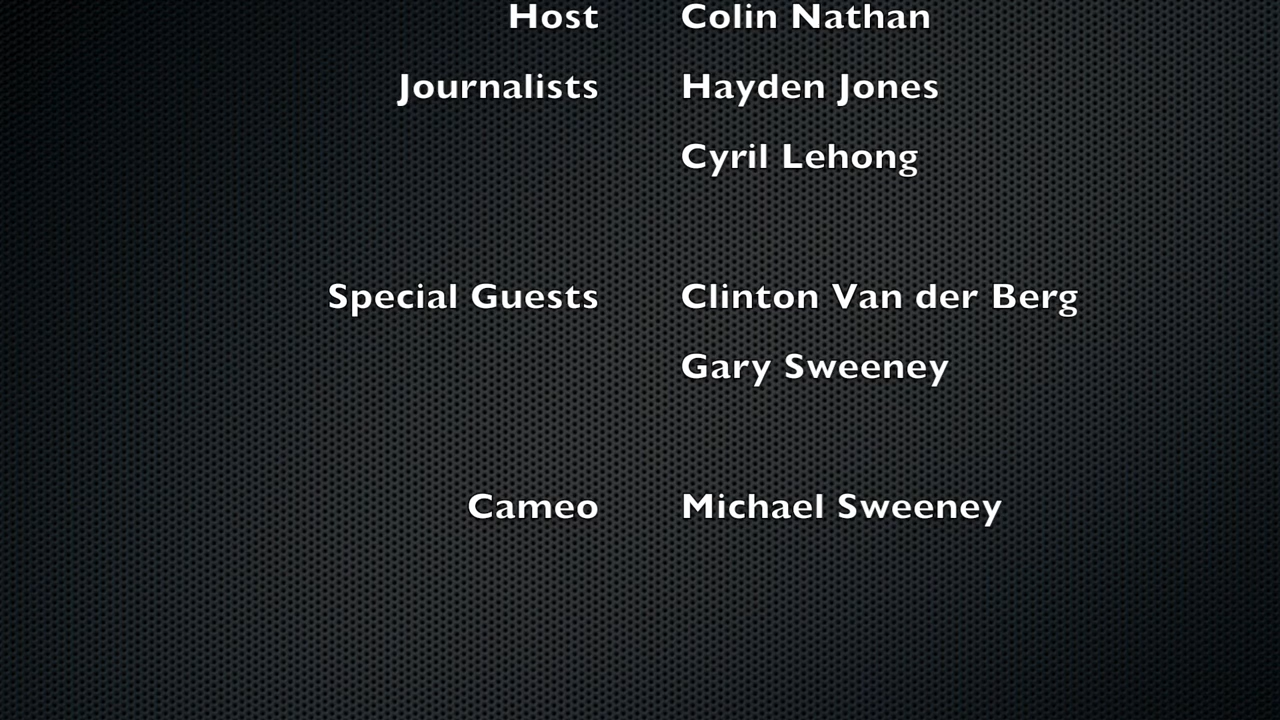 Host Colin Nathan
Journalists Hayden Jones
Cyril Lehong
Special Guests Clinton Van der Berg
Gary Sweeney
Cameo Michael Sweeney